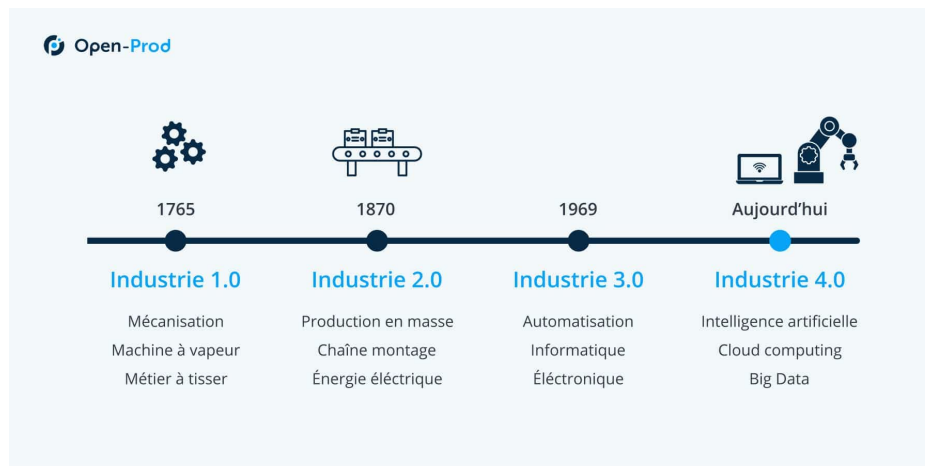 Open-Prod
1765
1870
1969
Aujourd'hui
Industrie 1.0
Industrie 2.0
Industrie 3.0
Industrie 4.0
Mécanisation
Machine à vapeur
Métier à tisser
Production en masse
Chaîne montage
Énergie éléctrique
Automatisation
Informatique
Éléctronique
Intelligence artificielle
Cloud computing
Big Data